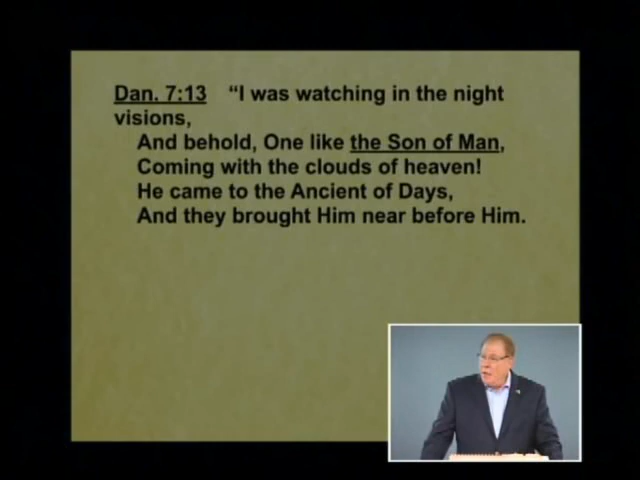 Dan. 7:13 “I was watching in the night
visions,
And behold, One like the Son of Man,
Coming with the clouds of heaven!
He came to the Ancient of Days,
And they brought Him near before Him.